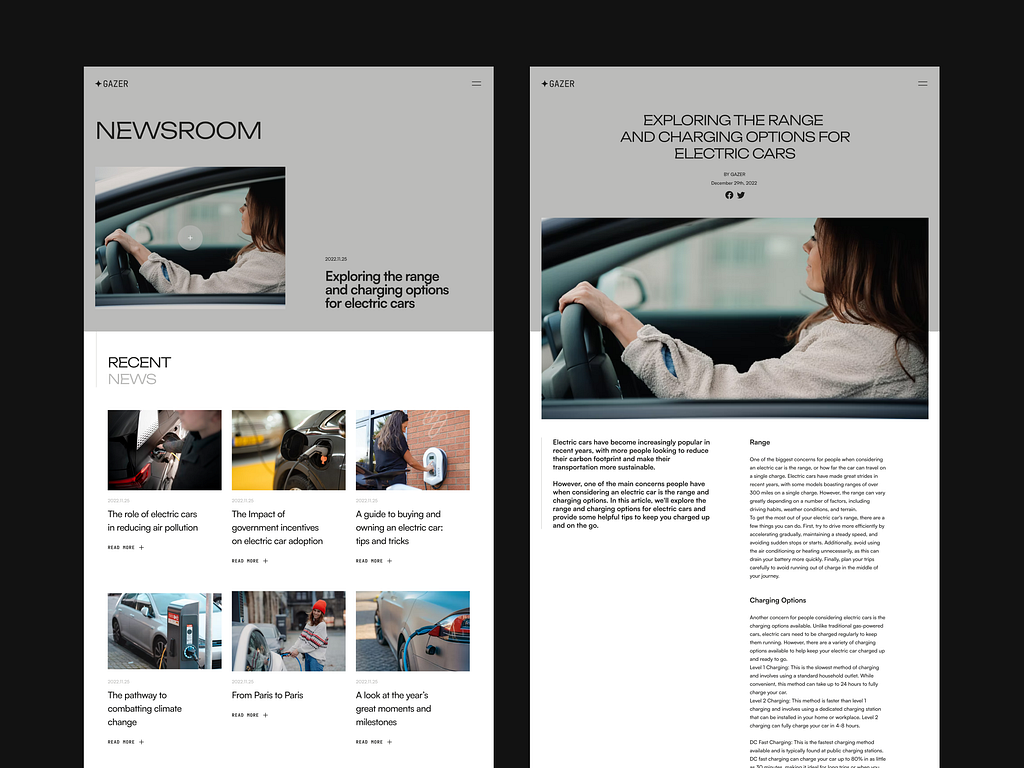 GAZER
NEWSROOM
2022.11.25
Exploring the range
and charging options
for electric cars
RECENT
NEWS
2022.11.25
The role of electric cars
in reducing air pollution
READ MORE +
2022.11.25
The Impact of
government incentives
on electric car adoption
READ MORE +
2022.11.25
A guide to buying and
owning an electric car:
tips and tricks
READ MORE +
2022.11.25
The pathway to
combatting climate
change
READ MORE +
2022.11.25
From Paris to Paris
READ MORE +
2022.11.25
A look at the year's
great moments and
milestones
READ MORE +
GAZER
EXPLORING THE RANGE
AND CHARGING OPTIONS FOR
ELECTRIC CARS
BY GAZER
December 29th, 2022
Electric cars have become increasingly popular in
recent years, with more people looking to reduce
their carbon footprint and make their
transportation more sustainable.
However, one of the main concerns people have
when considering an electric car is the range and
charging options. In this article, we'll explore the
range and charging options for electric cars and
provide some helpful tips to keep you charged up
and on the go.
Range
One of the biggest concerns for people when considering
an electric car is the range, or how far the car can travel on
a single charge. Electric cars have made great strides in
recent years, with some models boasting ranges of over
300 miles on a single charge. However, the range can vary
greatly depending on a number of factors, including
driving habits, weather conditions, and terrain.
To get the most out of your electric car's range, there are a
few things you can do. First, try to drive more efficiently by
accelerating gradually, maintaining a steady speed, and
avoiding sudden stops or starts. Additionally, avoid using
the air conditioning or heating unnecessarily, as this can
drain your battery more quickly. Finally, plan your trips
carefully to avoid running out of charge in the middle of
your journey.
Charging Options
Another concern for people considering electric cars is the
charging options available. Unlike traditional gas-powered
cars, electric cars need to be charged regularly to keep
them running. However, there are a variety of charging
options available to help keep your electric car charged up
and ready to go.
Level 1 Charging: This is the slowest method of charging
and involves using a standard household outlet. While
convenient, this method can take up to 24 hours to fully
charge your car.
Level 2 Charging: This method is faster than level 1
charging and involves using a dedicated charging station
that can be installed in your home or workplace. Level 2
charging can fully charge your car in 4-8 hours.
DC Fast Charging: This is the fastest charging method
available and is typically found at public charging stations.
DC fast charging can charge your car up to 80% in as little
as 30 minutes, making it ideal for long trips or when you